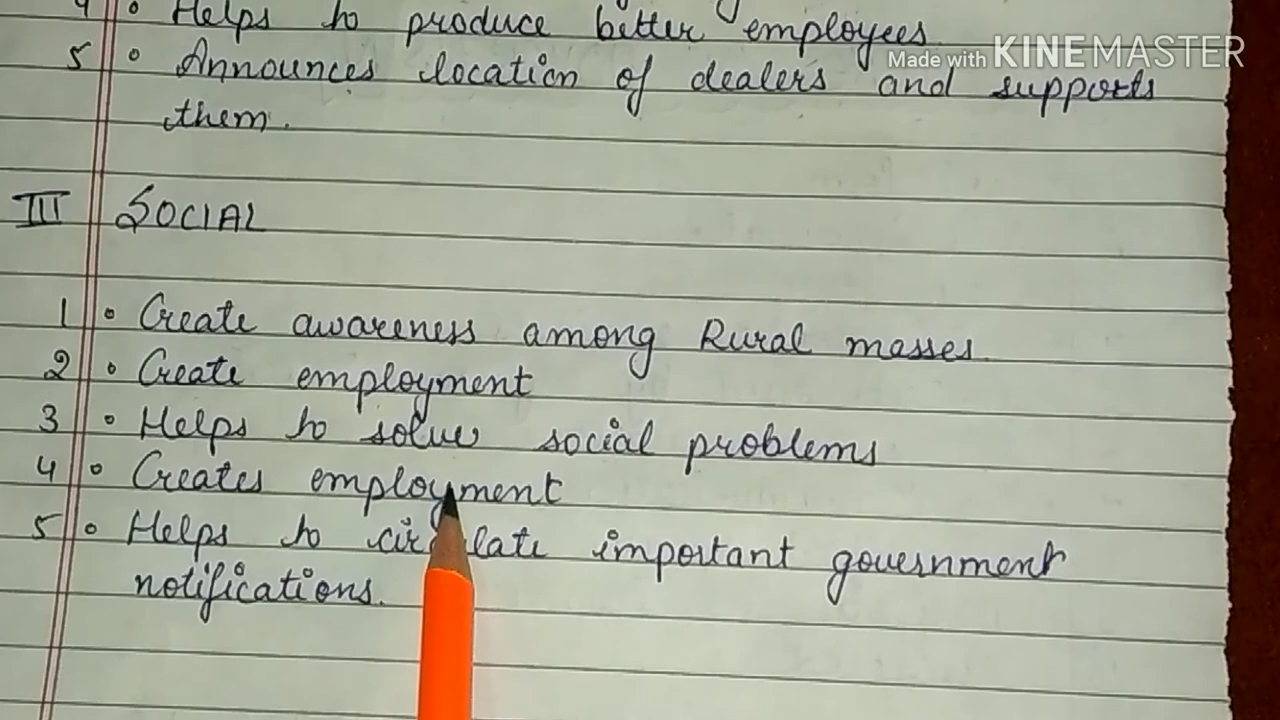 4 Helps to produce better employees
Made with KINEMASTER
5 Announces location of dealers and supports
them.
III SOCIAL
1 Create awareness among Rural masses
2 Create employment
3 Helps to solve social problems
4 Creates employment
5 Helps to important government
notifications.